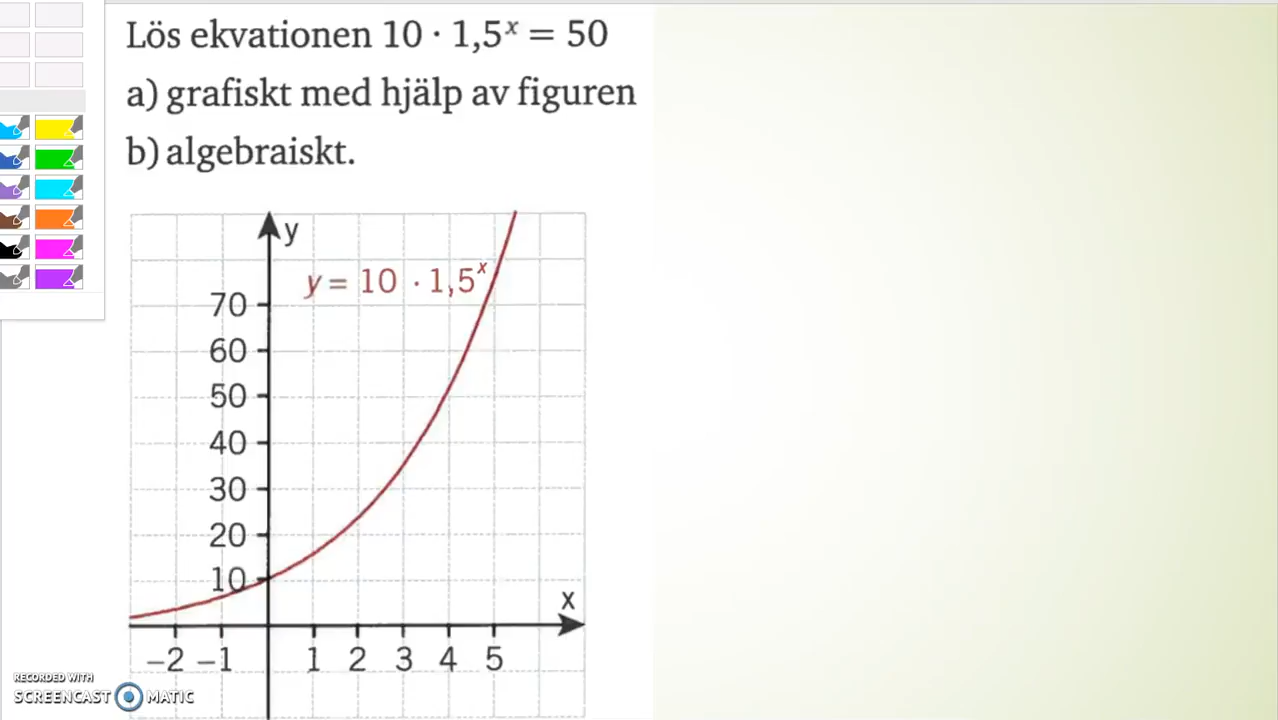 Lös ekvationen 10 · 1,5ˣ = 50
a) grafiskt med hjälp av figuren
b) algebraiskt.
y
y = 10 · 1,5ˣ
70
60
50
40
30
20
10
x
−2 −1 1 2 3 4 5
RECORDED WITH
SCREENCAST MATIC